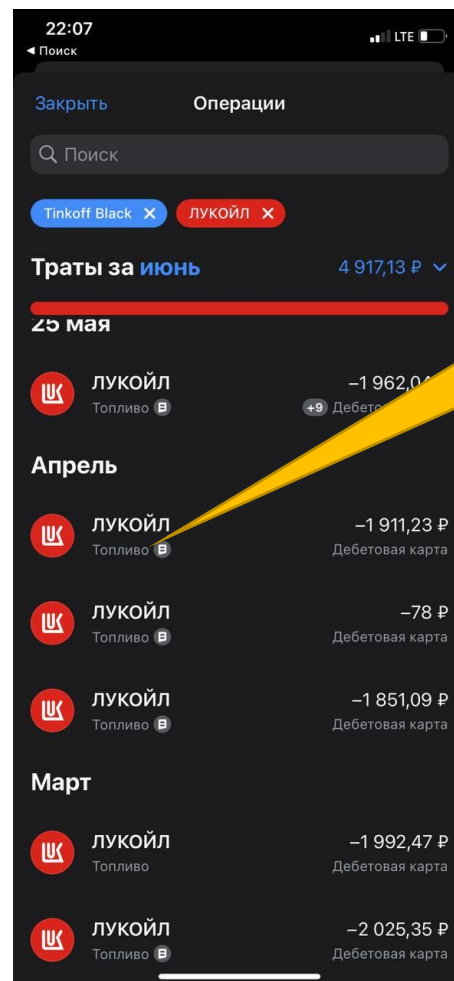 22:07
LTE
◀ Поиск
Закрыть Операции
Поиск
Tinkoff Black × ЛУКОЙЛ ×
Траты за июнь 4 917,13 ₽
25 мая
ЛУКОЙЛ −1 962,04
Топливо +9
Апрель
ЛУКОЙЛ −1 911,23 ₽
Топливо Дебетовая карта
ЛУКОЙЛ −78 ₽
Топливо Дебетовая карта
ЛУКОЙЛ −1 851,09 ₽
Топливо Дебетовая карта
Март
ЛУКОЙЛ −1 992,47 ₽
Топливо Дебетовая карта
ЛУКОЙЛ −2 025,35 ₽
Топливо Дебетовая карта